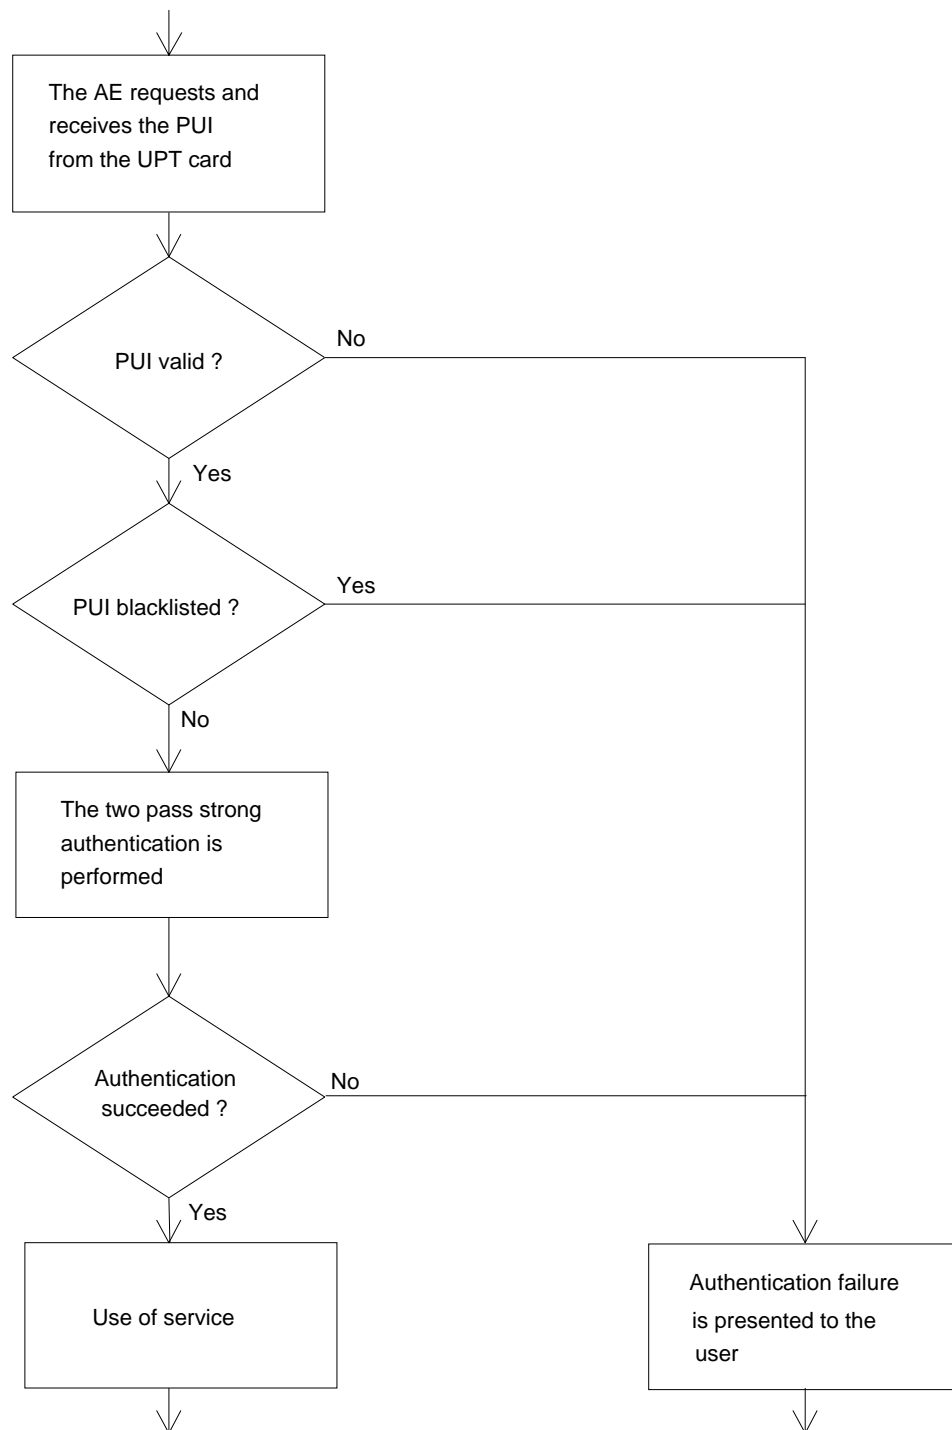 The AE requests and
receives the PUI
from the UPT card
PUI valid ?
No
Yes
PUI blacklisted ?
Yes
No
The two pass strong
authentication is
performed
Authentication
succeeded ?
No
Yes
Use of service
Authentication failure
is presented to the
user